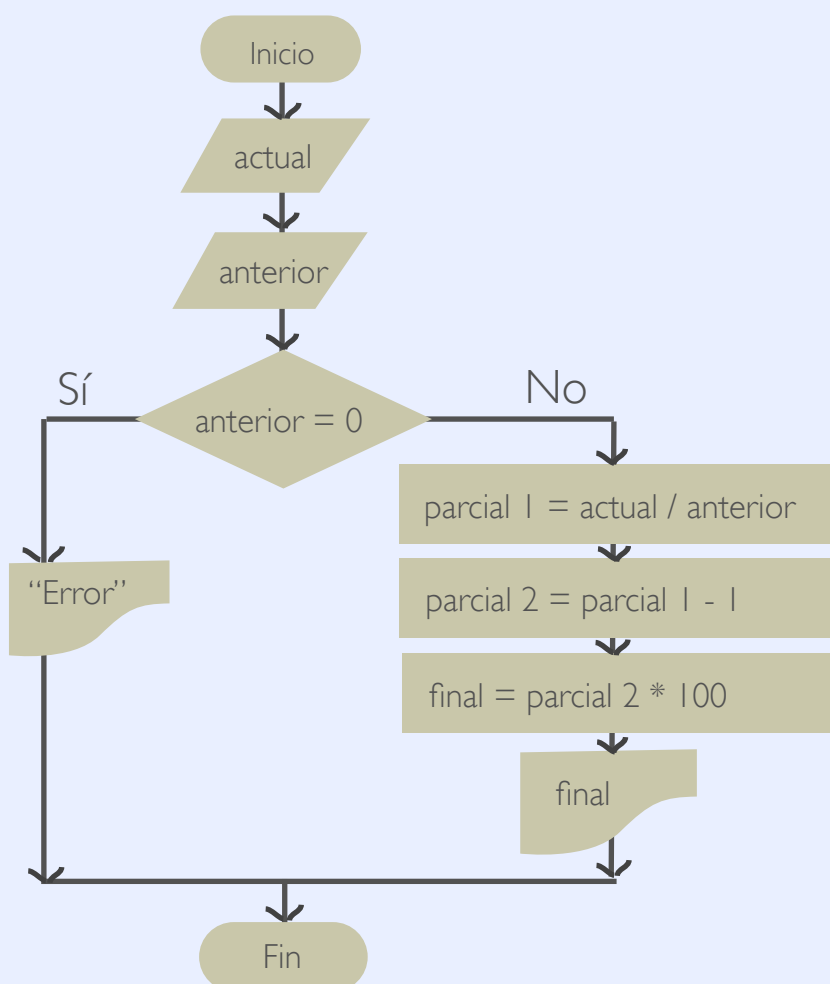 Inicio
actual
anterior
anterior = 0
Sí
No
“Error”
parcial 1 = actual / anterior
parcial 2 = parcial 1 - 1
final = parcial 2 * 100
final
Fin